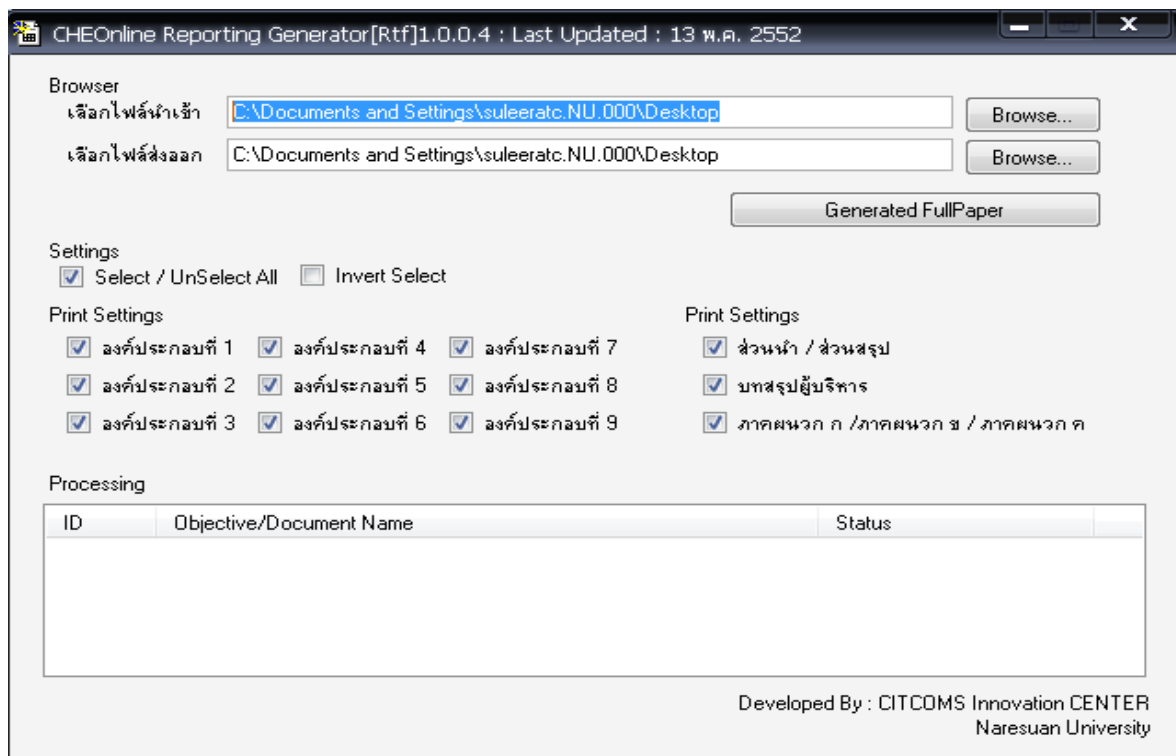 CHEOnline Reporting Generator[Rtf]1.0.0.4 : Last Updated : 13 พ.ค. 2552
Browser
เลือกไฟล์นำเข้า C:\Documents and Settings\suleeratc.NU.000\Desktop Browse...
เลือกไฟล์ส่งออก C:\Documents and Settings\suleeratc.NU.000\Desktop Browse...
Generated FullPaper
Settings
Select / UnSelect All Invert Select
Print Settings Print Settings
องค์ประกอบที่ 1 องค์ประกอบที่ 4 องค์ประกอบที่ 7 ส่วนนำ / ส่วนสรุป
องค์ประกอบที่ 2 องค์ประกอบที่ 5 องค์ประกอบที่ 8 บทสรุปผู้บริหาร
องค์ประกอบที่ 3 องค์ประกอบที่ 6 องค์ประกอบที่ 9 ภาคผนวก ก /ภาคผนวก ข / ภาคผนวก ค
Processing
ID Objective/Document Name Status
Developed By : CITCOMS Innovation CENTER
Naresuan University